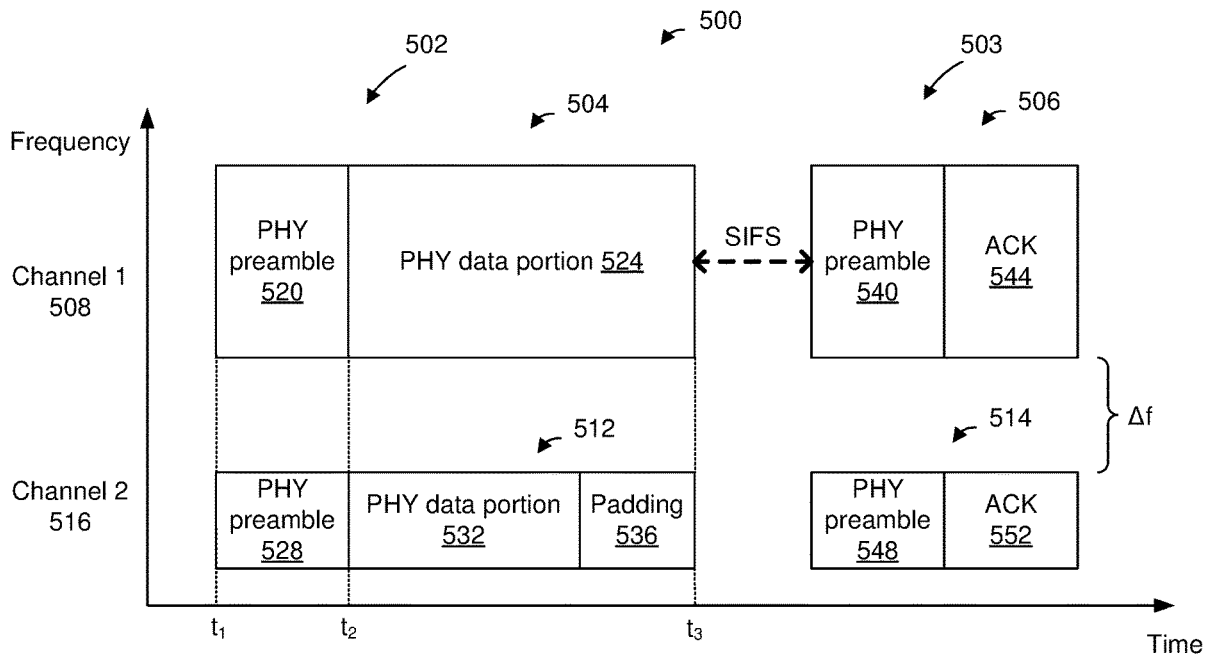 500
502
503
504
506
Frequency
PHY
preamble
520
PHY data portion 524
SIFS
PHY
preamble
540
ACK
544
Channel 1
508
Δf
512
514
Channel 2
516
PHY
preamble
528
PHY data portion
532
Padding
536
PHY
preamble
548
ACK
552
t1
t2
t3
Time